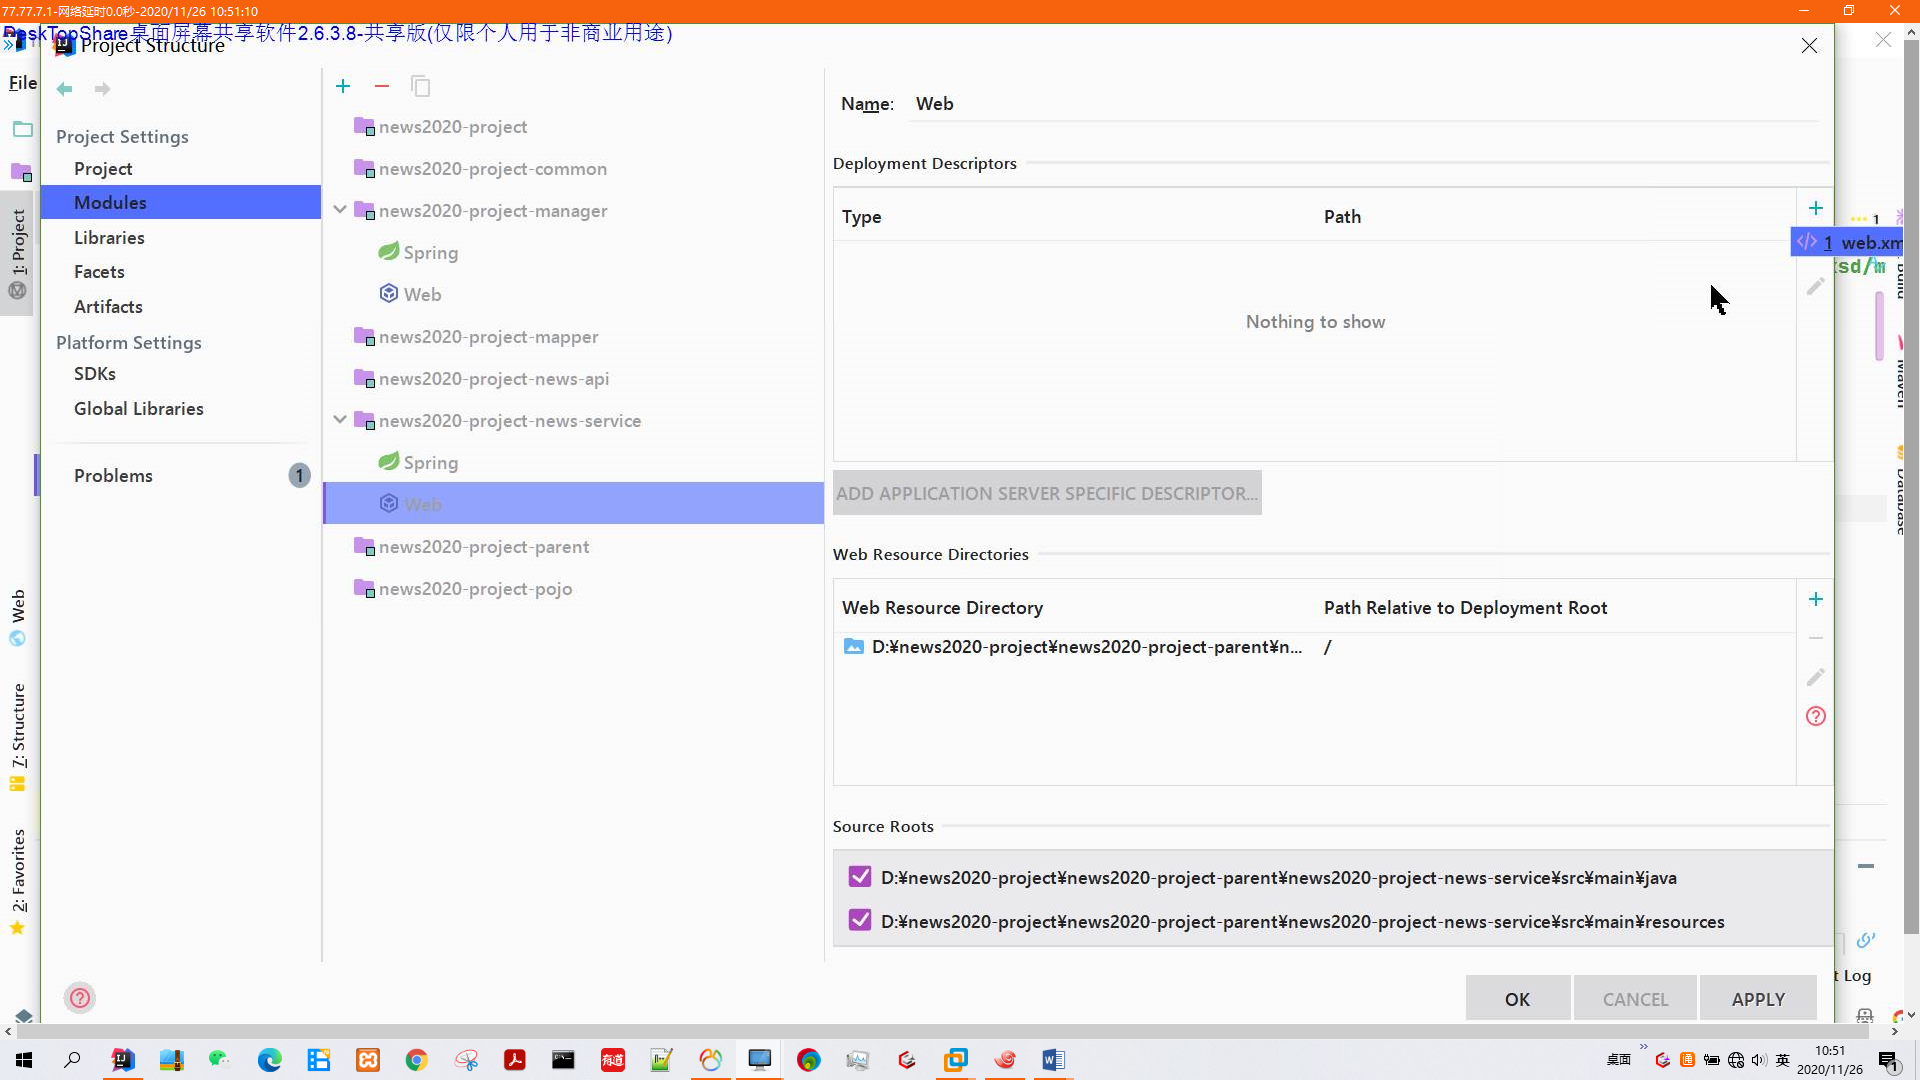 77.77.7.1-网络延时0.0秒-2020/11/26 10:51:10
DeskTopShare桌面屏幕共享软件2.6.3.8-共享版(仅限个人用于非商业用途)
Project Structure
File
Project Settings
Project
Modules
Libraries
Facets
Artifacts
Platform Settings
SDKs
Global Libraries
Problems
1
news2020-project
news2020-project-common
news2020-project-manager
Spring
Web
news2020-project-mapper
news2020-project-news-api
news2020-project-news-service
Spring
Web
news2020-project-parent
news2020-project-pojo
Name: Web
Deployment Descriptors
Type Path
Nothing to show
1 web.xm
1
sd/m
ADD APPLICATION SERVER SPECIFIC DESCRIPTOR...
Web Resource Directories
Web Resource Directory Path Relative to Deployment Root
D:¥news2020-project¥news2020-project-parent¥n... /
Source Roots
D:¥news2020-project¥news2020-project-parent¥news2020-project-news-service¥src¥main¥java
D:¥news2020-project¥news2020-project-parent¥news2020-project-news-service¥src¥main¥resources
OK CANCEL APPLY
1: Project
Web
7: Structure
2: Favorites
Maven
Database
t Log
桌面
英
10:51
2020/11/26
1